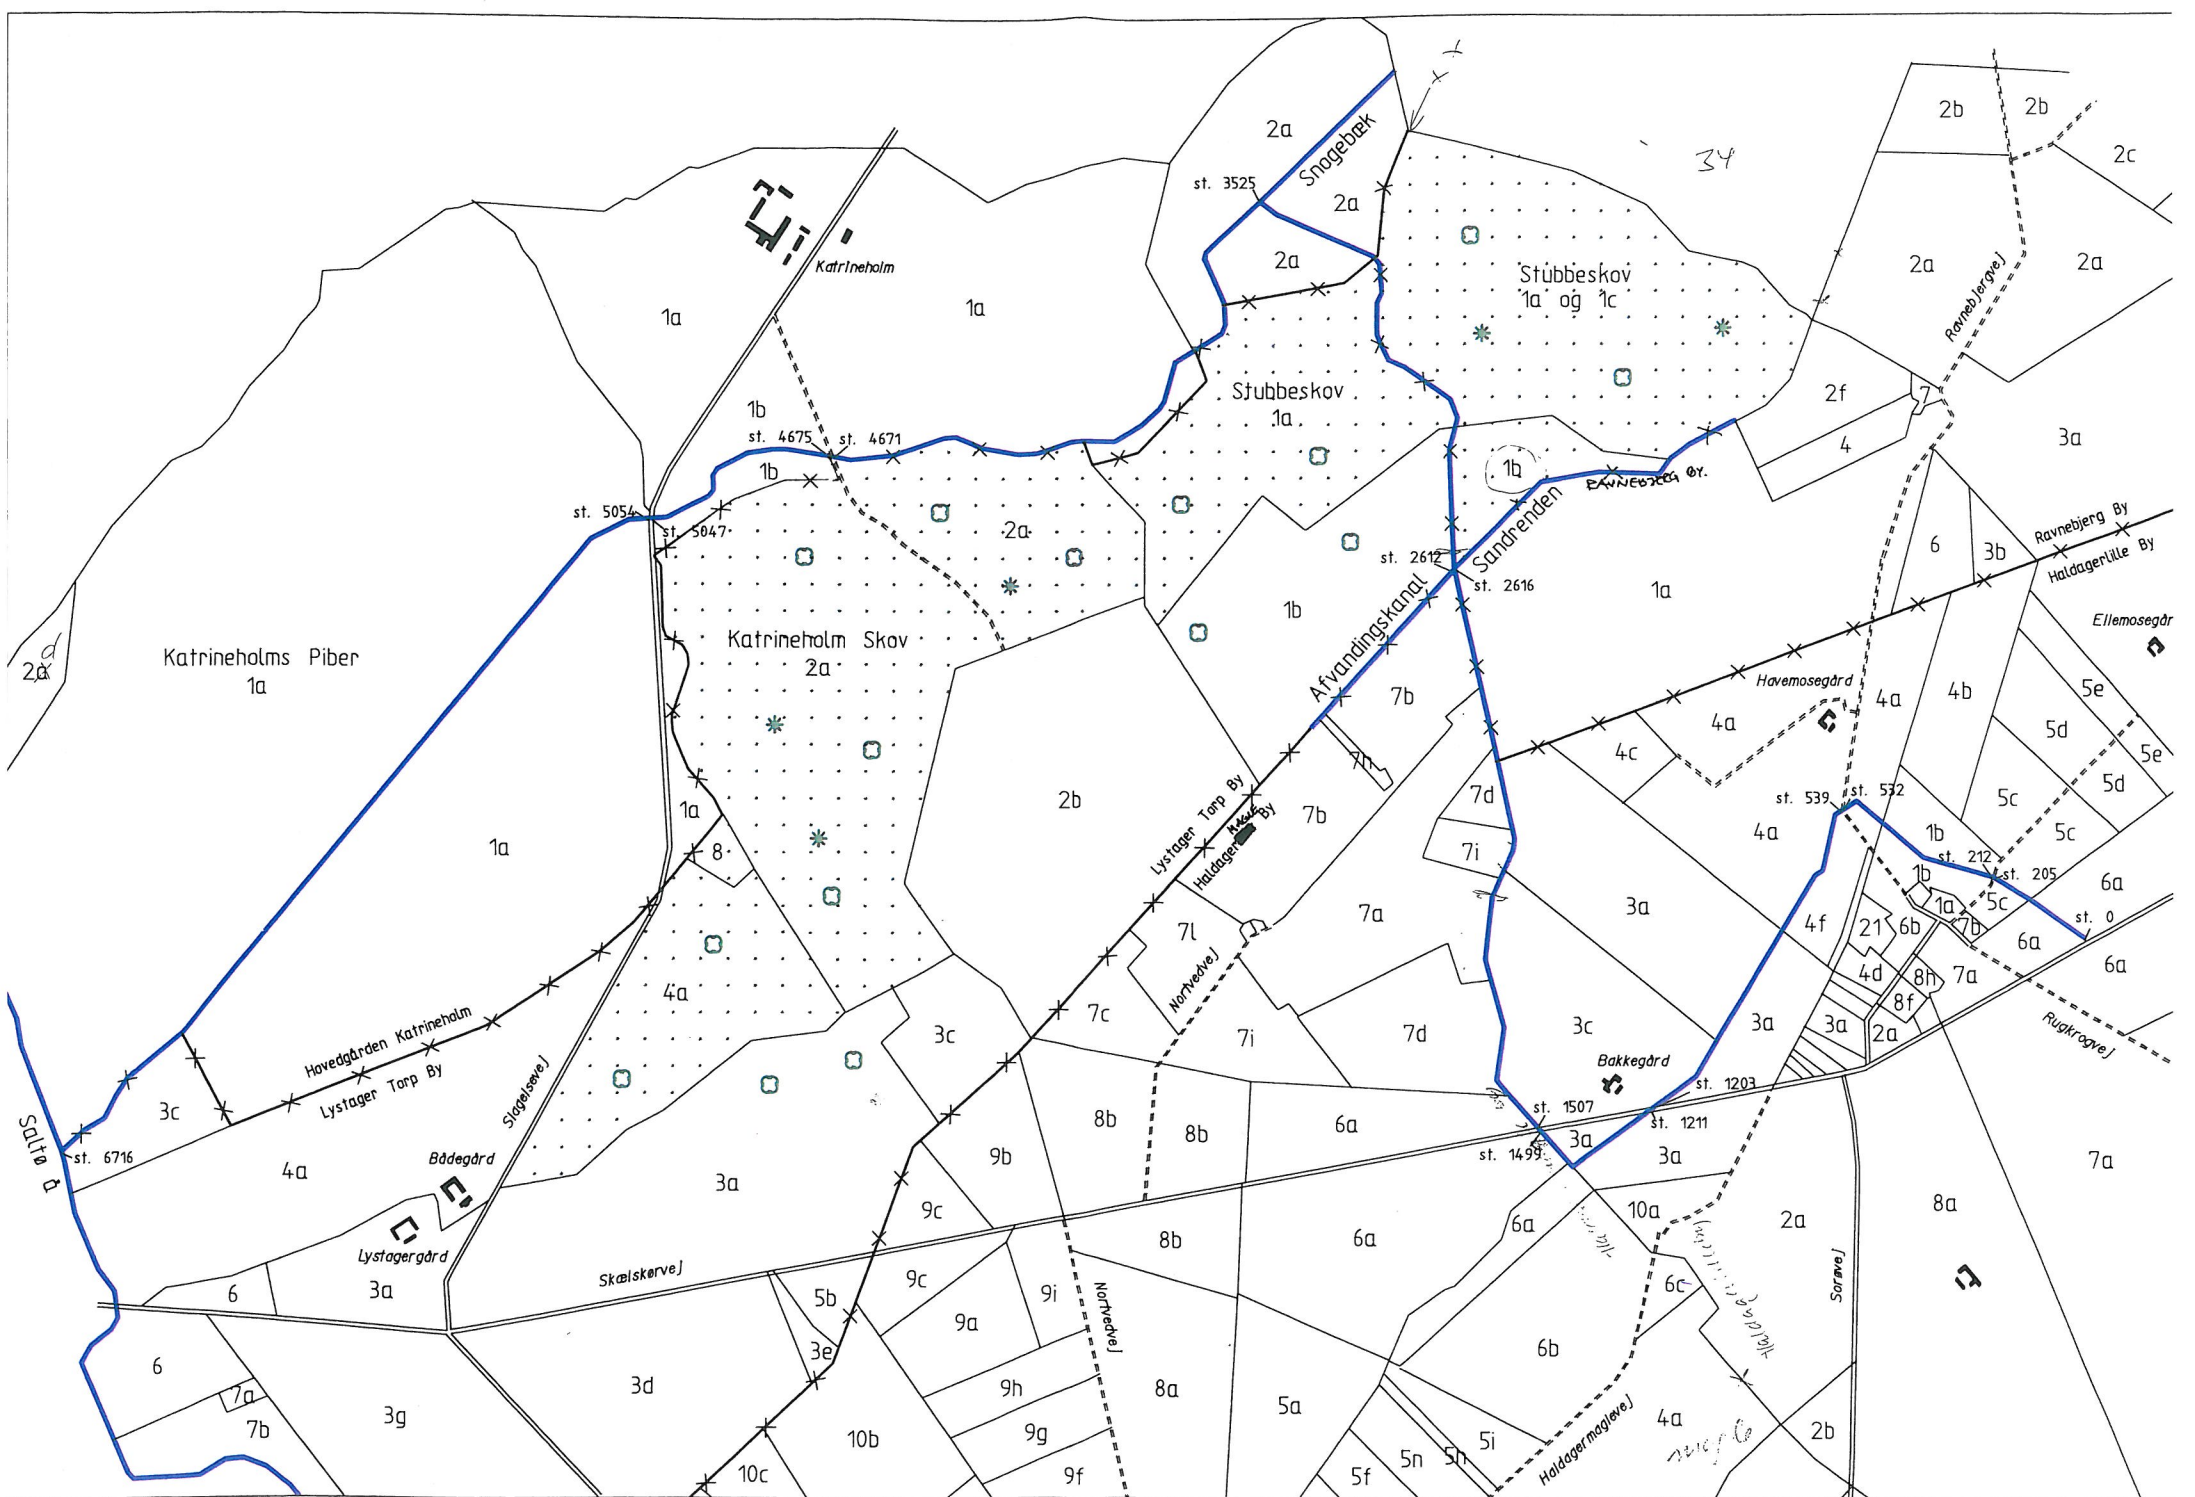 34
2b
2b
2c
2a
Snogebæk
st. 3525
2a
2a
Katrineholm
Stubbeskov
1a og 1c
2a
2a
Ravnebjergvej
1a
1a
Stubbeskov
1a
2f
7
4
3a
1b
st. 4675
st. 4671
1b
1b
RAVNEBJERG BY.
st. 5054
st. 5047
2a
Sandrenden
st. 2612
st. 2616
Afvandingskanal
1b
1a
6
3b
Ravnebjerg By
Haldagerlille By
Ellemosegår
d
2a
Katrineholms Piber
1a
Katrineholm Skov
2a
7b
Havemosegård
4a
4a
4b
5e
5d
5e
5d
4c
7h
2b
7b
7d
7i
Lystager Torp By
Haldager
MAGLE
By
st. 539
st. 532
4a
5c
5c
1b
st. 212
st. 205
1a
1a
8
1b
1a
5c
7b
6a
st. 0
7l
7a
3a
4f
21
6b
6a
6a
4d
8h
7a
8f
4a
Nortvedvej
7c
7i
7d
3c
3a
3a
2a
Rugkrogvej
3c
Bakkegård
st. 1203
Hovedgården Katrineholm
Lystager Torp By
Slagelsevej
3c
Saltø å
st. 6716
8b
8b
6a
st. 1507
st. 1211
st. 1499
3a
3a
7a
4a
Bådegård
3a
9b
9c
10a
6a
2a
8a
Lystagergård
8b
6a
Skælskørvej
6
3a
9c
9i
6c
Sorøvej
5b
9a
Nortvedvej
3e
6b
6
7a
7b
3g
3d
9h
8a
5a
4a
10b
9g
5i
5h
5n
2b
10c
9f
5f
Haldagermaglevej